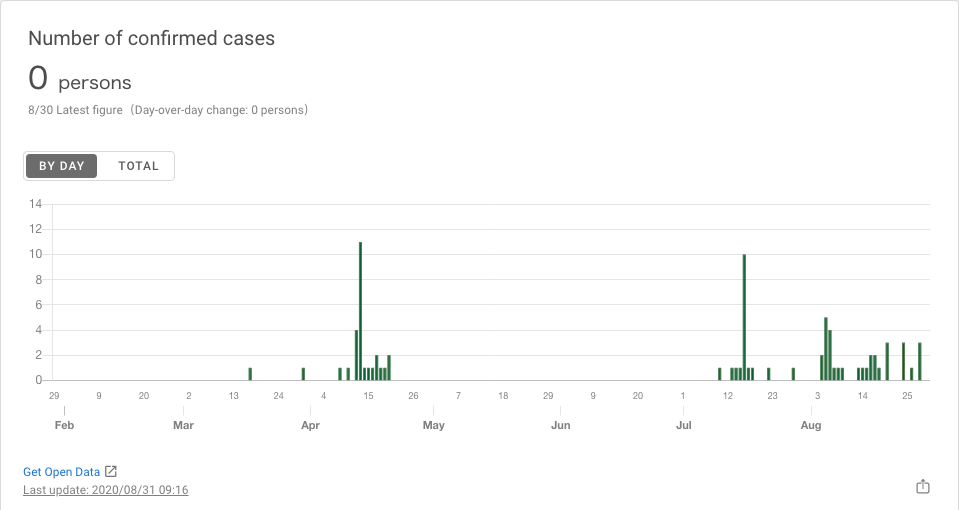 Number of confirmed cases
0 persons
8/30 Latest figure（Day-over-day change: 0 persons）
BY DAY TOTAL
14
12
10
8
6
4
2
0
29 9 20 2 13 24 4 15 26 7 18 29 9 20 1 12 23 3 14 25
Feb Mar Apr May Jun Jul Aug
Get Open Data
Last update: 2020/08/31 09:16